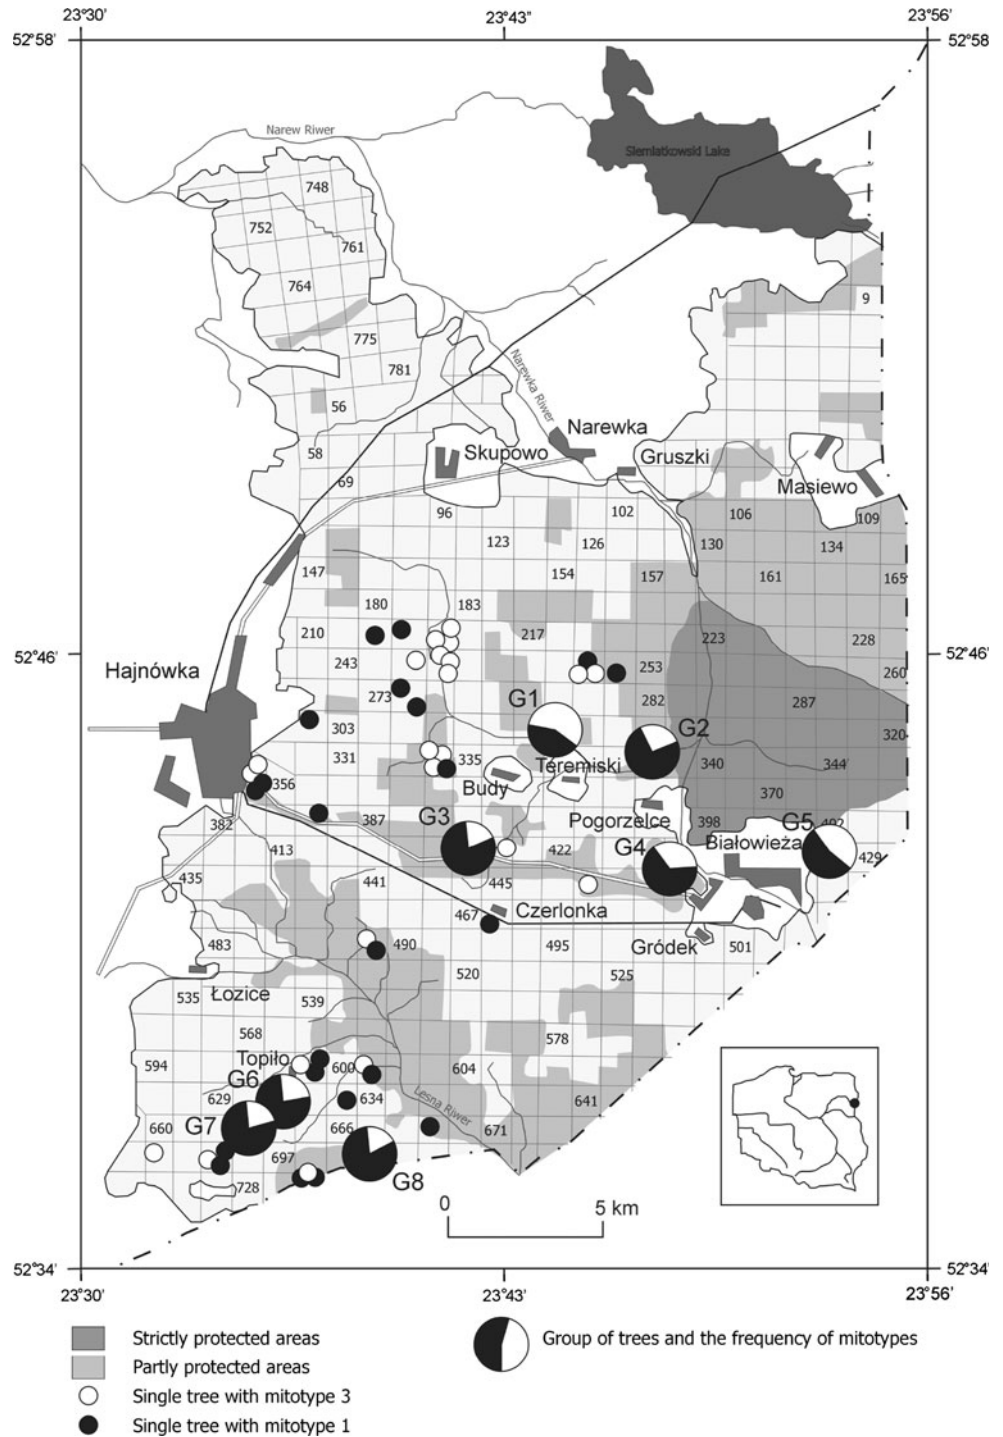 23°30' 23°43" 23°56'
52°58' 52°58'
Narew Riwer
Siemiatkowski Lake
748
752
761
764
9
775
781
Narewka Riwer
56
Narewka
58
Skupowo
Gruszki
69
Masiewo
96 102 106 109
123 126 130 134
147 154 157 161 165
180 183
210 217 223 228
52°46' 243 253 260 52°46'
Hajnówka
273 282 287
G1
303 G2 320
331 335 Teremiski 340 344
356 Budy 370
382 387 G3 Pogorzelce 398 G5 402
413 422 G4 Białowieża 429
435 441 445
467 Czerlonka
483 490 495 Gródek 501
520 525
535 Łozice 539
568 578
594 Topiło 600 604
G6
629 634 Lesna Riwer 641
660 G7 666 671
697
728 G8
0 5 km
52°34' 52°34'
23°30' 23°43' 23°56'
Strictly protected areas
Partly protected areas
Single tree with mitotype 3
Single tree with mitotype 1
Group of trees and the frequency of mitotypes